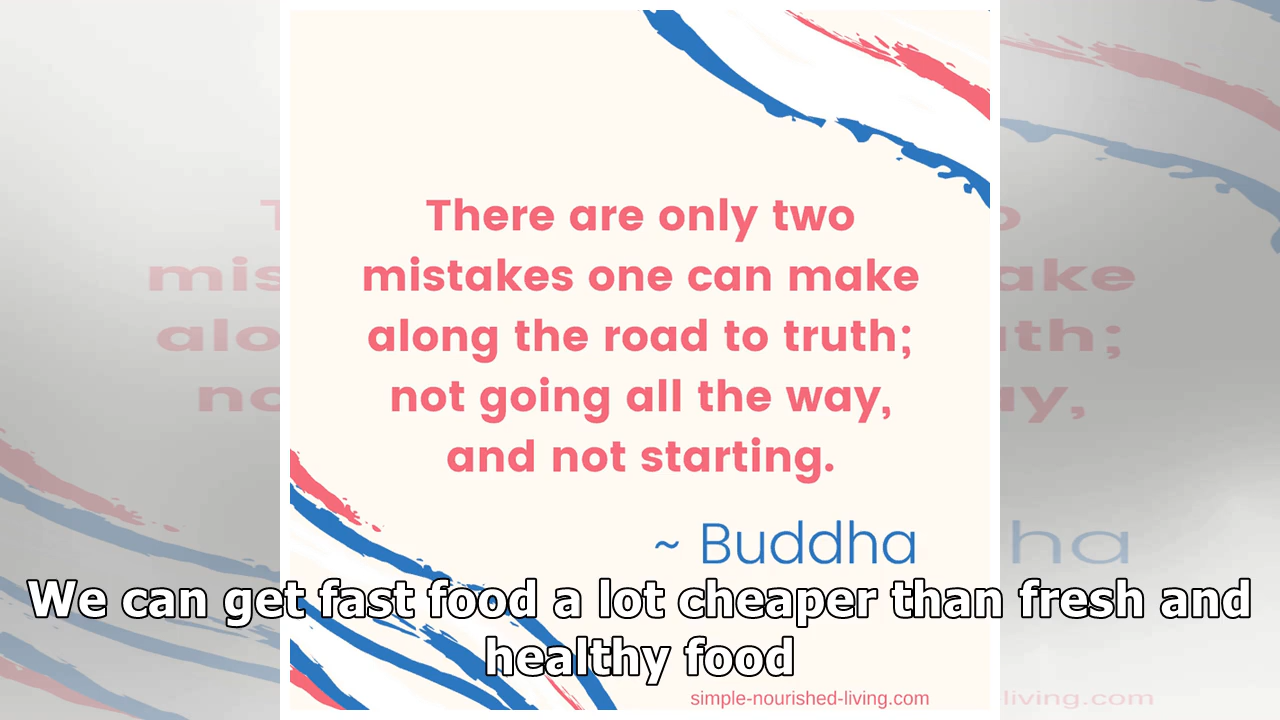 There are only two
mistakes one can make
along the road to truth;
not going all the way,
and not starting.
~ Buddha
We can get fast food a lot cheaper than fresh and
healthy food
simple-nourished-living.com